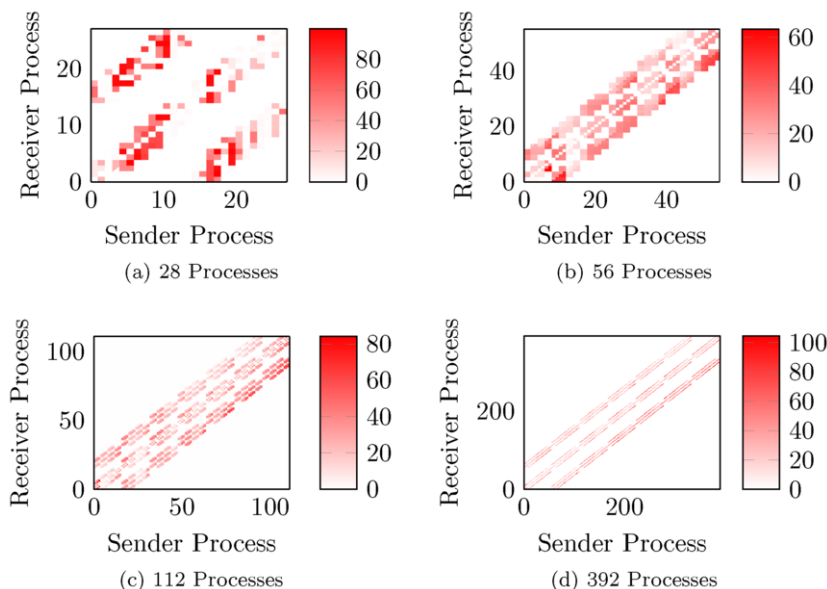 Receiver Process
20
10
0
0 10 20
80
60
40
20
0
Sender Process
(a) 28 Processes
Receiver Process
40
20
0
0 20 40
60
40
20
0
Sender Process
(b) 56 Processes
Receiver Process
100
50
0
0 50 100
80
60
40
20
0
Sender Process
(c) 112 Processes
Receiver Process
200
0
0 200
100
80
60
40
20
0
Sender Process
(d) 392 Processes